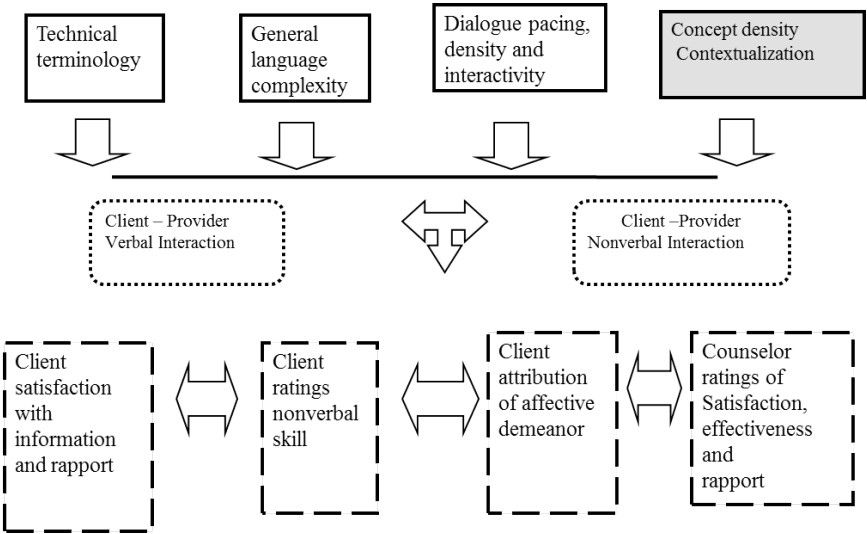 Technical
terminology
General
language
complexity
Dialogue pacing,
density and
interactivity
Concept density
Contextualization
Client – Provider
Verbal Interaction
Client –Provider
Nonverbal Interaction
Client
satisfaction
with
information
and rapport
Client
ratings
nonverbal
skill
Client
attribution
of affective
demeanor
Counselor
ratings of
Satisfaction,
effectiveness
and
rapport